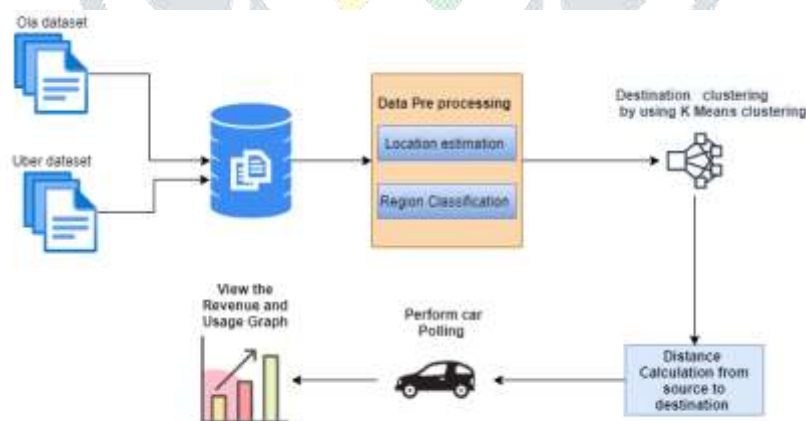 Ola dataset
Uber dataset
Data Pre processing
Location estimation
Region Classification
Destination clustering
by using K Means clustering
Distance
Calculation from
source to
destination
Perform car
Polling
View the
Revenue and
Usage Graph